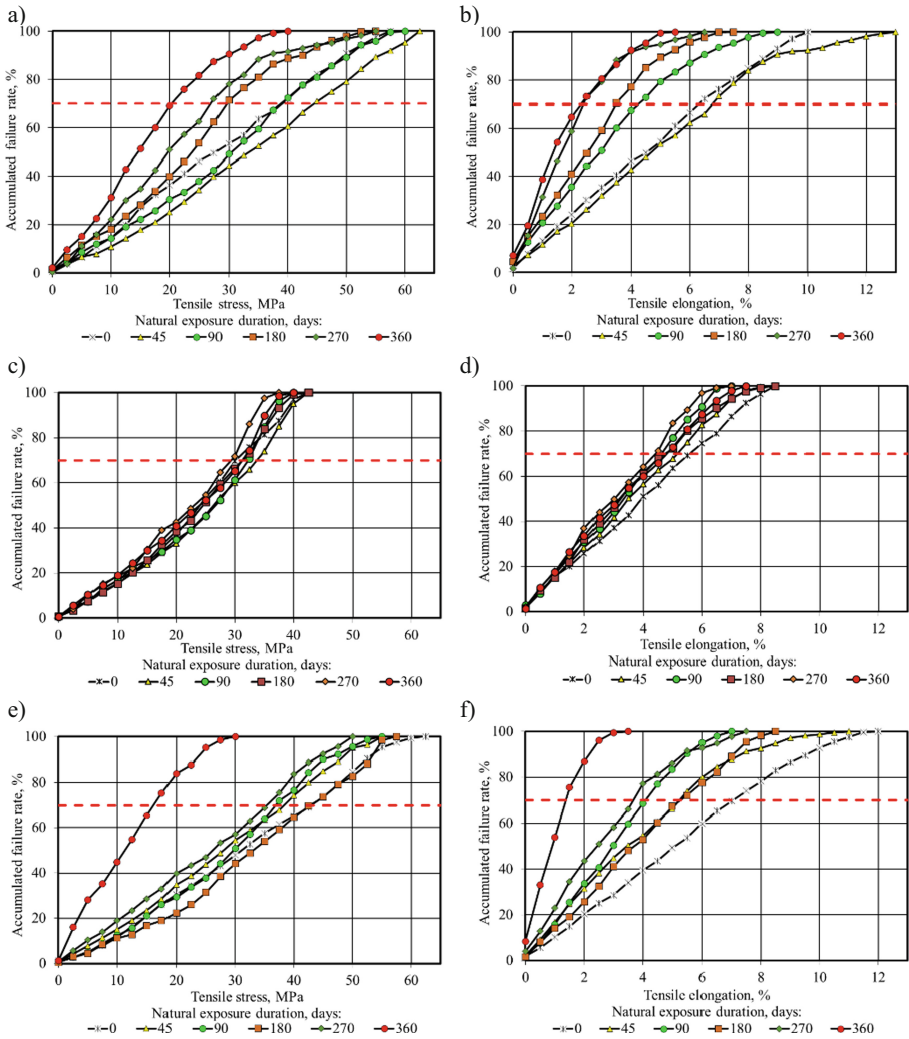 a)
Accumulated failure rate, %
100
80
60
40
20
0
0 10 20 30 40 50 60
Tensile stress, MPa
Natural exposure duration, days:
0 45 90 180 270 360
b)
Accumulated failure rate, %
100
80
60
40
20
0
0 2 4 6 8 10 12
Tensile elongation, %
Natural exposure duration, days:
0 45 90 180 270 360
c)
Accumulated failure rate, %
100
80
60
40
20
0
0 10 20 30 40 50 60
Tensile stress, MPa
Natural exposure duration, days:
0 45 90 180 270 360
d)
Accumulated failure rate, %
100
80
60
40
20
0
0 2 4 6 8 10 12
Tensile elongation, %
Natural exposure duration, days:
0 45 90 180 270 360
e)
Accumulated failure rate, %
100
80
60
40
20
0
0 10 20 30 40 50 60
Tensile stress, MPa
Natural exposure duration, days:
0 45 90 180 270 360
f)
Accumulated failure rate, %
100
80
60
40
20
0
0 2 4 6 8 10 12
Tensile elongation, %
Natural exposure duration, days:
0 45 90 180 270 360